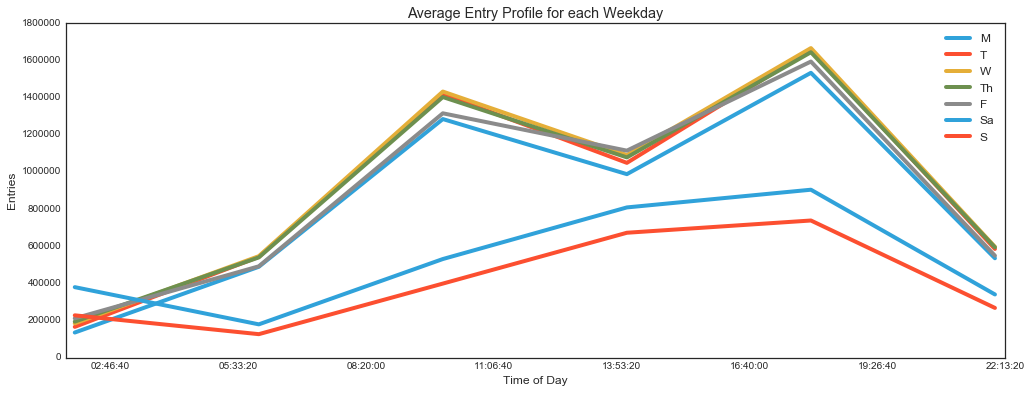 Average Entry Profile for each Weekday
1800000
1600000
1400000
1200000
1000000
800000
600000
400000
200000
0
Entries
M
T
W
Th
F
Sa
S
02:46:40 05:33:20 08:20:00 11:06:40 13:53:20 16:40:00 19:26:40 22:13:20
Time of Day